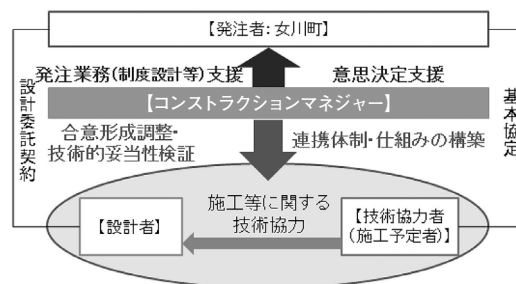 【発注者：女川町】
発注業務（制度設計等）支援
意思決定支援
設計委託契約
【コンストラクションマネジャー】
基本協定
合意形成調整・
技術的妥当性検証
連携体制・仕組みの構築
施工等に関する
技術協力
【設計者】
【技術協力者
（施工予定者）】